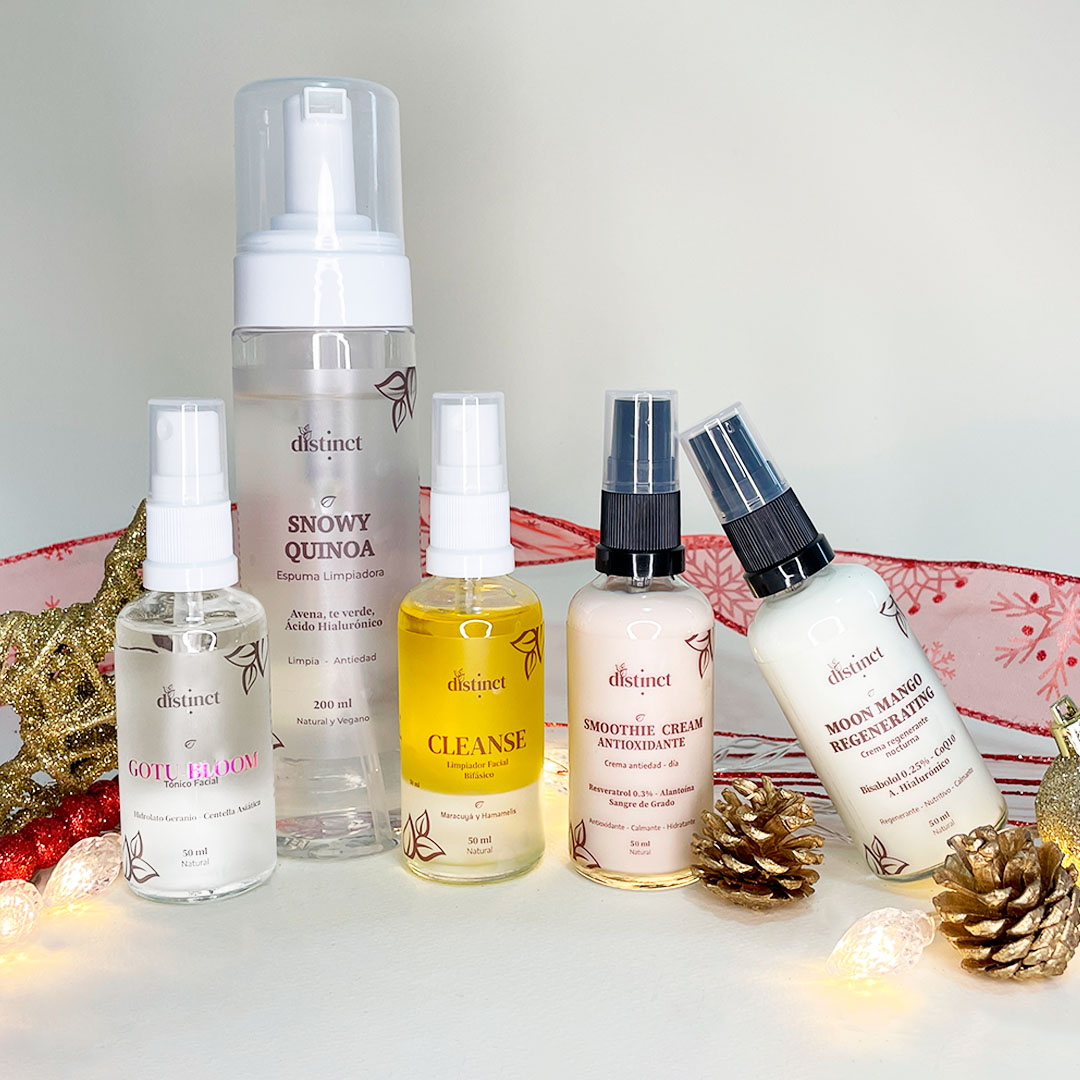 distinct
GOTU BLOOM
Tónico Facial
Hidrolato Geranio - Centella Asiática
50 ml
Natural
distinct
SNOWY
QUINOA
Espuma Limpiadora
Avena, te verde,
Ácido Hialurónico
Limpia - Antiedad
200 ml
Natural y Vegano
distinct
CLEANSE
Limpiador Facial
Bifásico
Maracuyá y Hamamelis
50 ml
Natural
distinct
SMOOTHIE CREAM
ANTIOXIDANTE
Crema antiedad - día
Resveratrol 0.3% - Alantoína
Sangre de Grado
Antioxidante - Calmante - Hidratante
50 ml
Natural
distinct
MOON MANGO
REGENERATING
Crema regenerante
nocturna
Bisabolol 0.25% - CoQ10
A. Hialurónico
Regenerante - Nutritivo - Calmante
50 ml
Natural